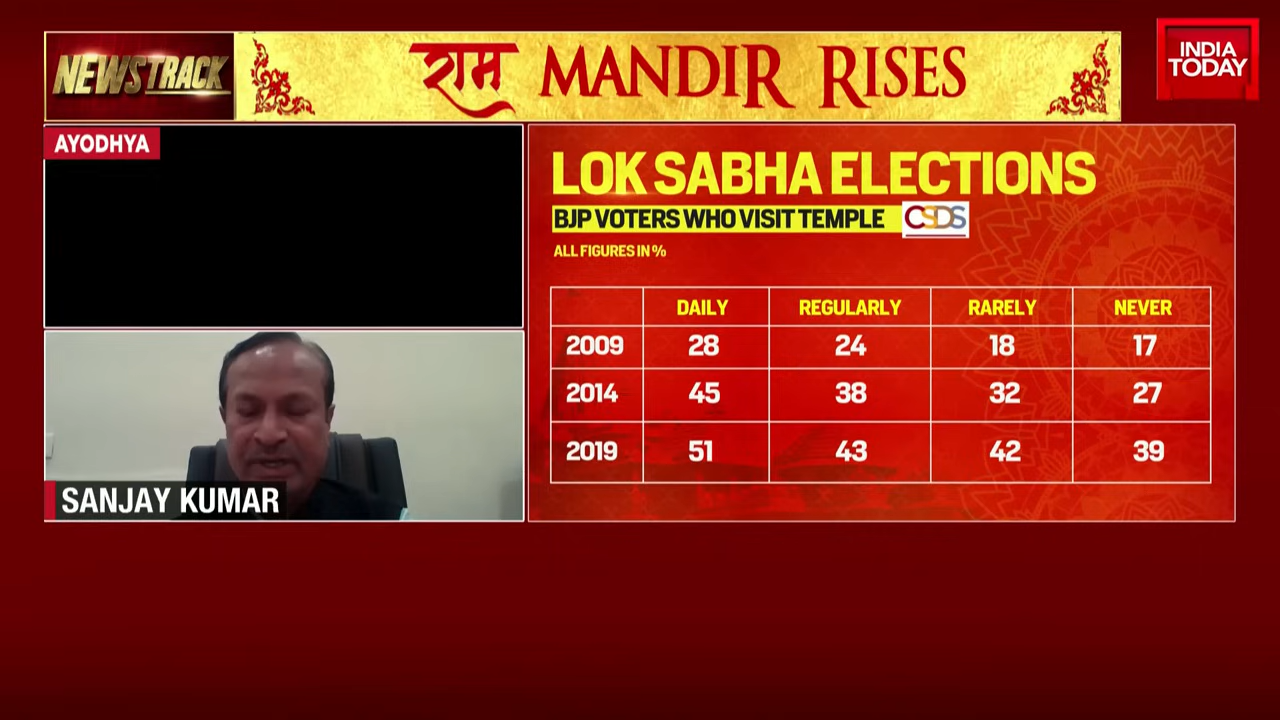 NEWSTRACK
राम MANDIR RISES
INDIA
TODAY
AYODHYA
SANJAY KUMAR
LOK SABHA ELECTIONS
BJP VOTERS WHO VISIT TEMPLE CSDS
ALL FIGURES IN %
DAILY REGULARLY RARELY NEVER
2009 28 24 18 17
2014 45 38 32 27
2019 51 43 42 39